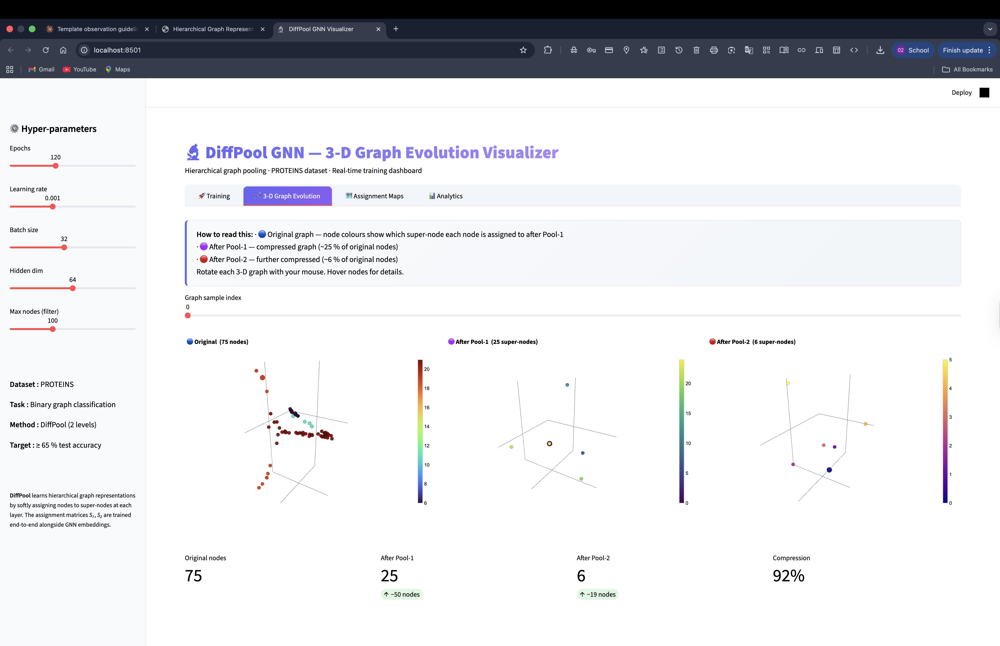 Template observation guidelin
Hierarchical Graph Represent
DiffPool GNN Visualizer
localhost:8501
02 School
Finish update
Gmail
YouTube
Maps
All Bookmarks
Deploy
Hyper-parameters
Epochs
120
Learning rate
0.001
Batch size
32
Hidden dim
64
Max nodes (filter)
100
Dataset : PROTEINS
Task : Binary graph classification
Method : DiffPool (2 levels)
Target : ≥ 65 % test accuracy
DiffPool learns hierarchical graph representations
by softly assigning nodes to super-nodes at each
layer. The assignment matrices S₁, S₂ are trained
end-to-end alongside GNN embeddings.
DiffPool GNN — 3-D Graph Evolution Visualizer
Hierarchical graph pooling · PROTEINS dataset · Real-time training dashboard
Training
3-D Graph Evolution
Assignment Maps
Analytics
How to read this: · Original graph — node colours show which super-node each node is assigned to after Pool-1
· After Pool-1 — compressed graph (~25 % of original nodes)
· After Pool-2 — further compressed (~6 % of original nodes)
Rotate each 3-D graph with your mouse. Hover nodes for details.
Graph sample index
0
Original (75 nodes)
20
18
16
14
12
10
8
6
After Pool-1 (25 super-nodes)
20
15
10
5
0
After Pool-2 (6 super-nodes)
5
4
3
2
1
0
Original nodes
75
After Pool-1
25
↑ −50 nodes
After Pool-2
6
↑ −19 nodes
Compression
92%